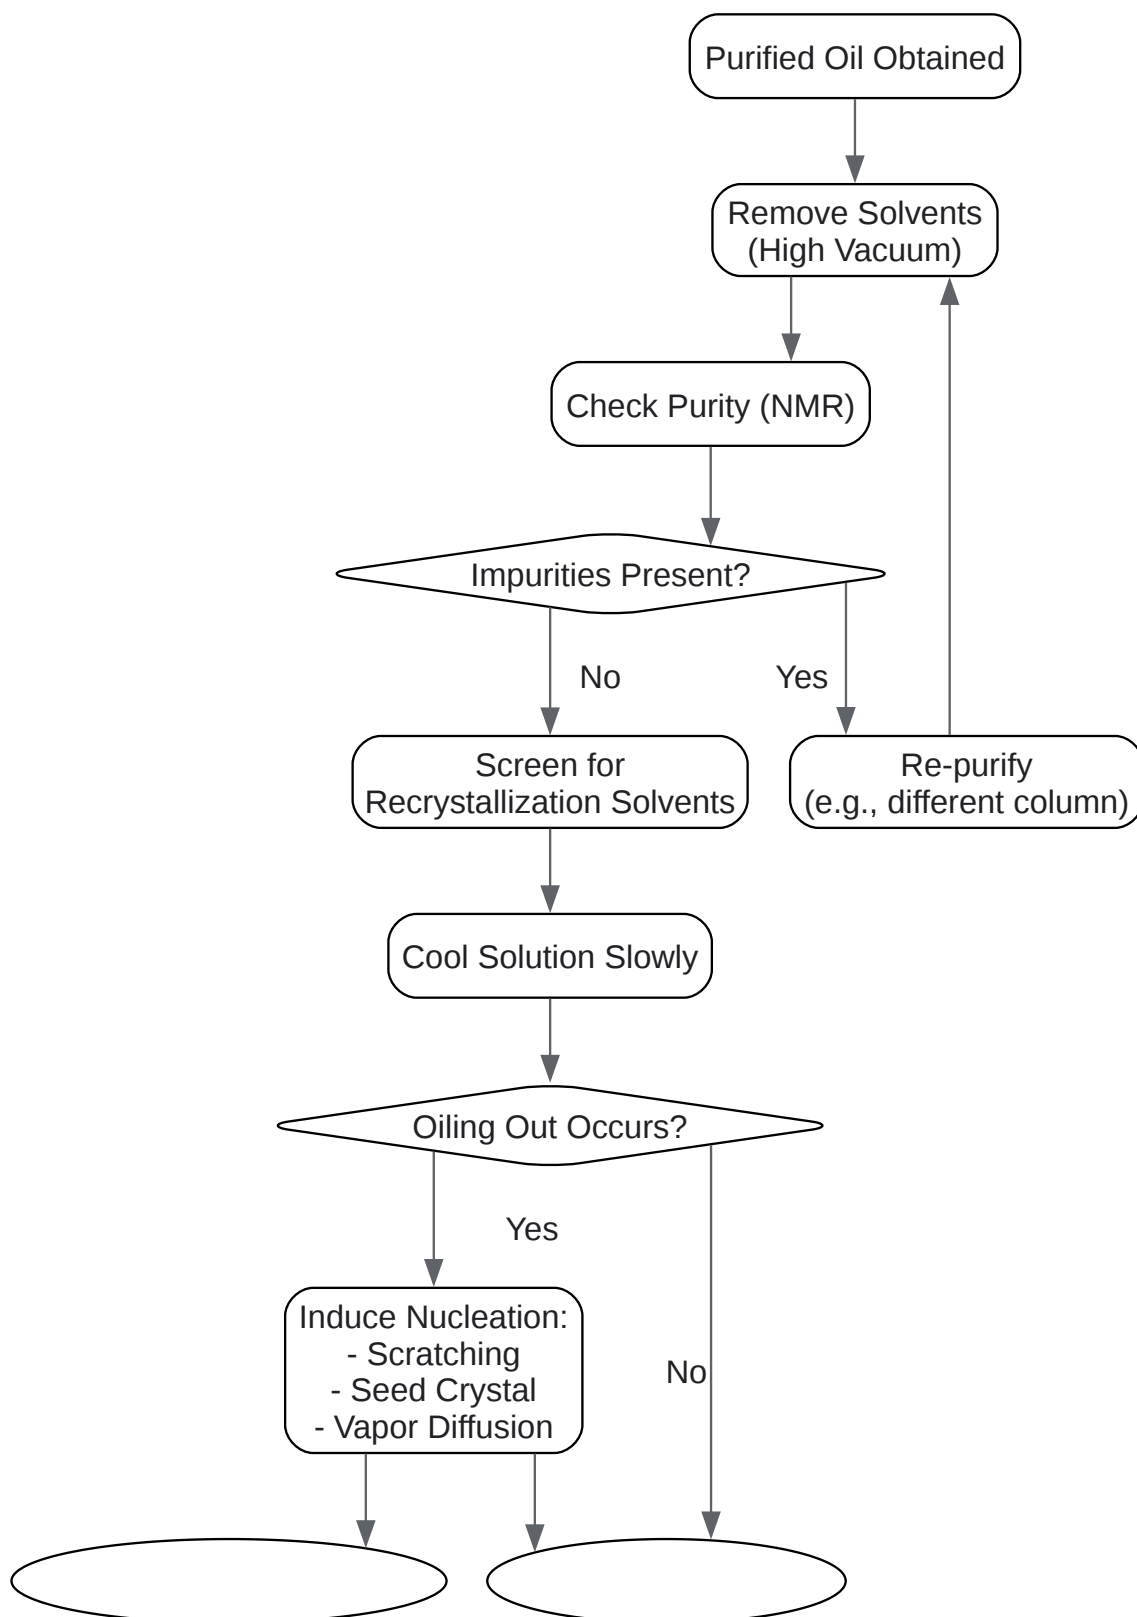 Purified Oil Obtained
Remove Solvents
(High Vacuum)
Check Purity (NMR)
Impurities Present?
No
Yes
Screen for
Recrystallization Solvents
Re-purify
(e.g., different column)
Cool Solution Slowly
Oiling Out Occurs?
Yes
Induce Nucleation:
- Scratching
- Seed Crystal
- Vapor Diffusion
No